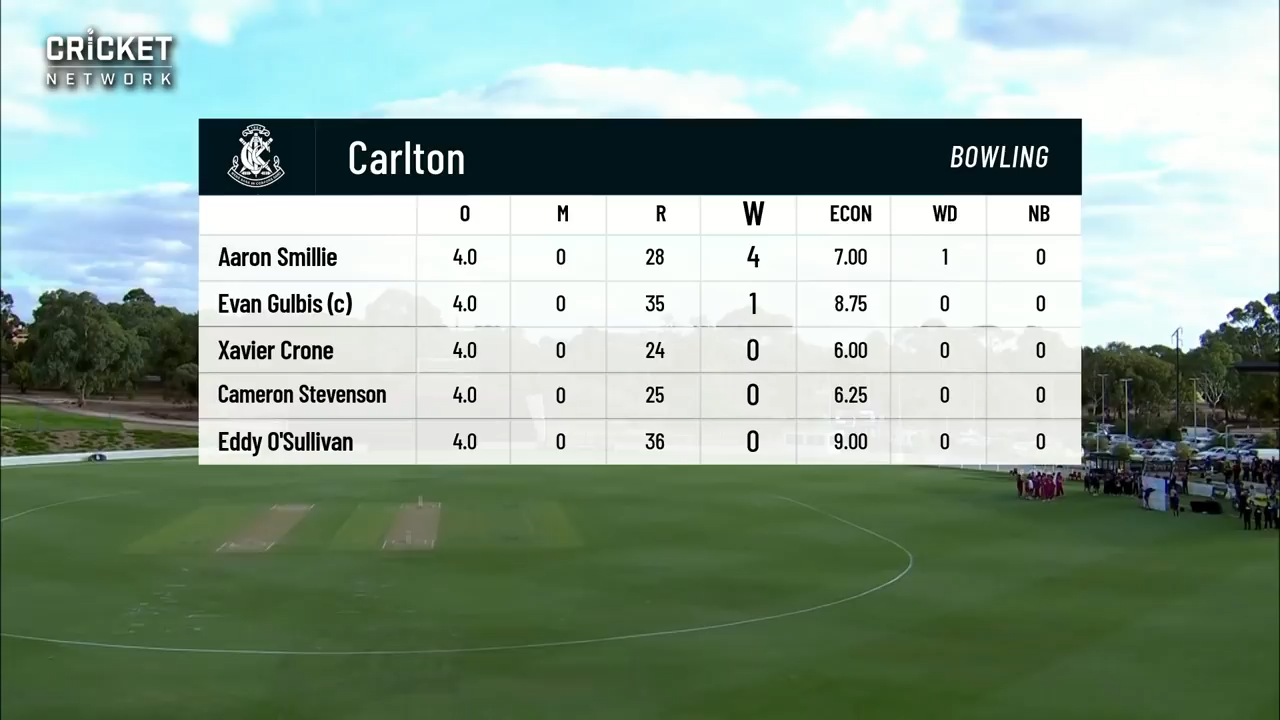 CRICKET
NETWORK
Carlton BOWLING
O M R W ECON WD NB
Aaron Smillie 4.0 0 28 4 7.00 1 0
Evan Gulbis (c) 4.0 0 35 1 8.75 0 0
Xavier Crone 4.0 0 24 0 6.00 0 0
Cameron Stevenson 4.0 0 25 0 6.25 0 0
Eddy O'Sullivan 4.0 0 36 0 9.00 0 0